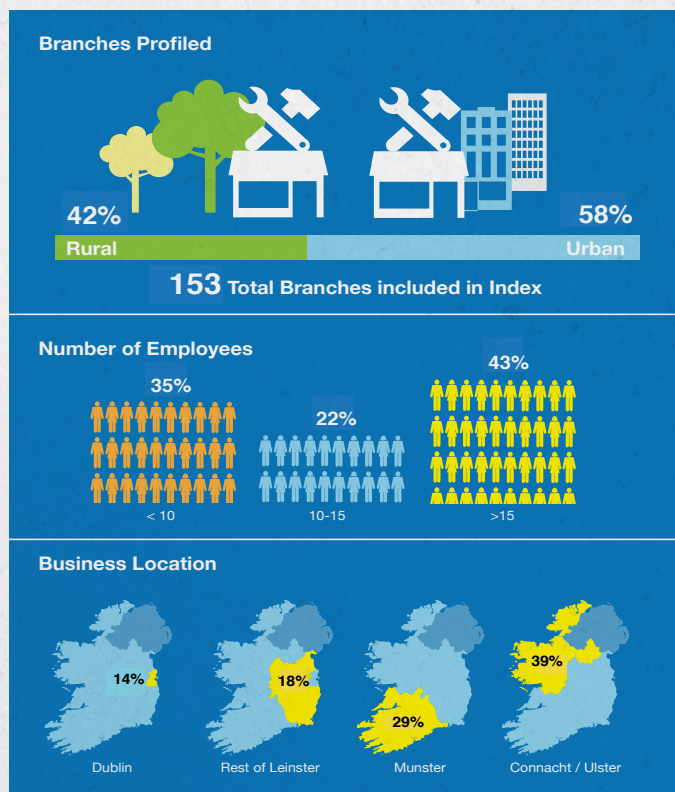 Branches Profiled
42%
58%
Rural
Urban
153 Total Branches included in Index
Number of Employees
35%
22%
43%
< 10
10-15
>15
Business Location
14%
18%
29%
39%
Dublin
Rest of Leinster
Munster
Connacht / Ulster